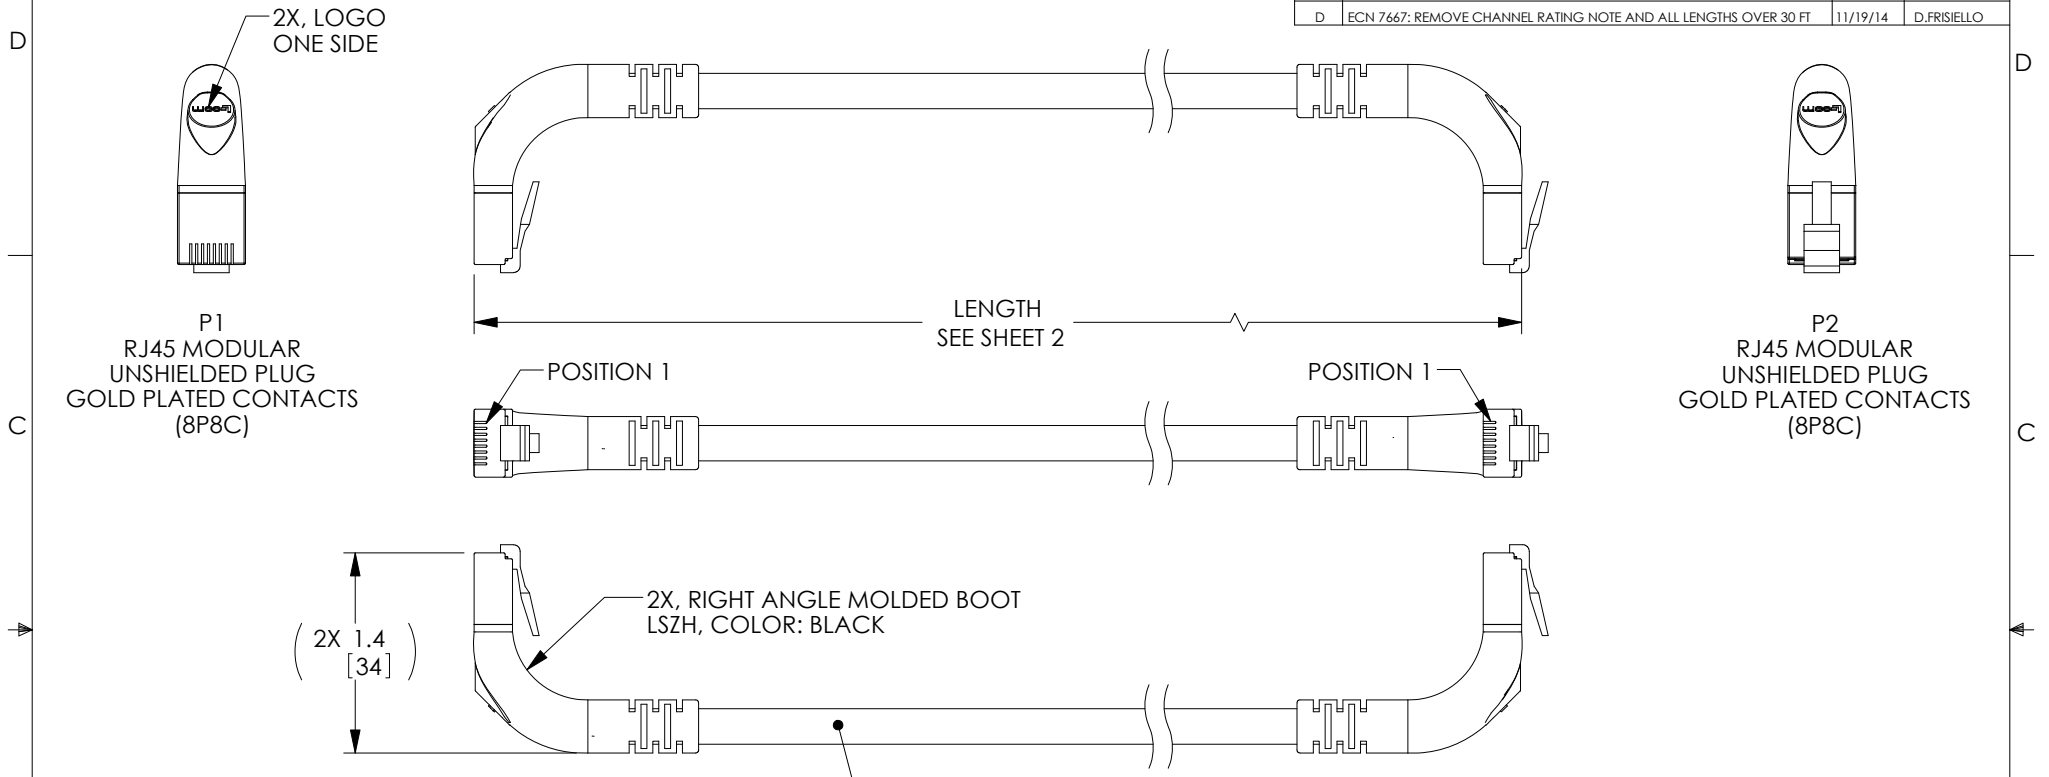 D
2X, LOGO
ONE SIDE
D ECN 7667: REMOVE CHANNEL RATING NOTE AND ALL LENGTHS OVER 30 FT 11/19/14 D.FRISIELLO
D
P1
RJ45 MODULAR
UNSHIELDED PLUG
GOLD PLATED CONTACTS
(8P8C)
LENGTH
SEE SHEET 2
P2
RJ45 MODULAR
UNSHIELDED PLUG
GOLD PLATED CONTACTS
(8P8C)
POSITION 1
POSITION 1
C
C
2X, RIGHT ANGLE MOLDED BOOT
LSZH, COLOR: BLACK
(2X 1.4
[34])